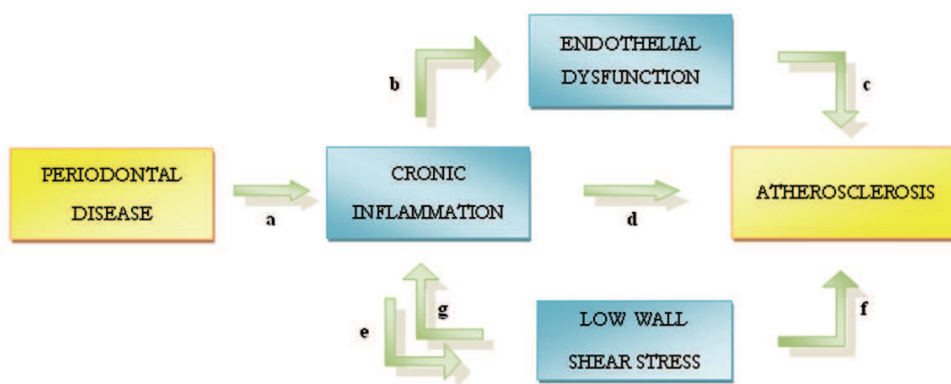 ENDOTHELIAL
DYSFUNCTION
b
c
PERIODONTAL
DISEASE
a
CRONIC
INFLAMMATION
d
ATHEROSCLEROSIS
e
g
LOW WALL
SHEAR STRESS
f